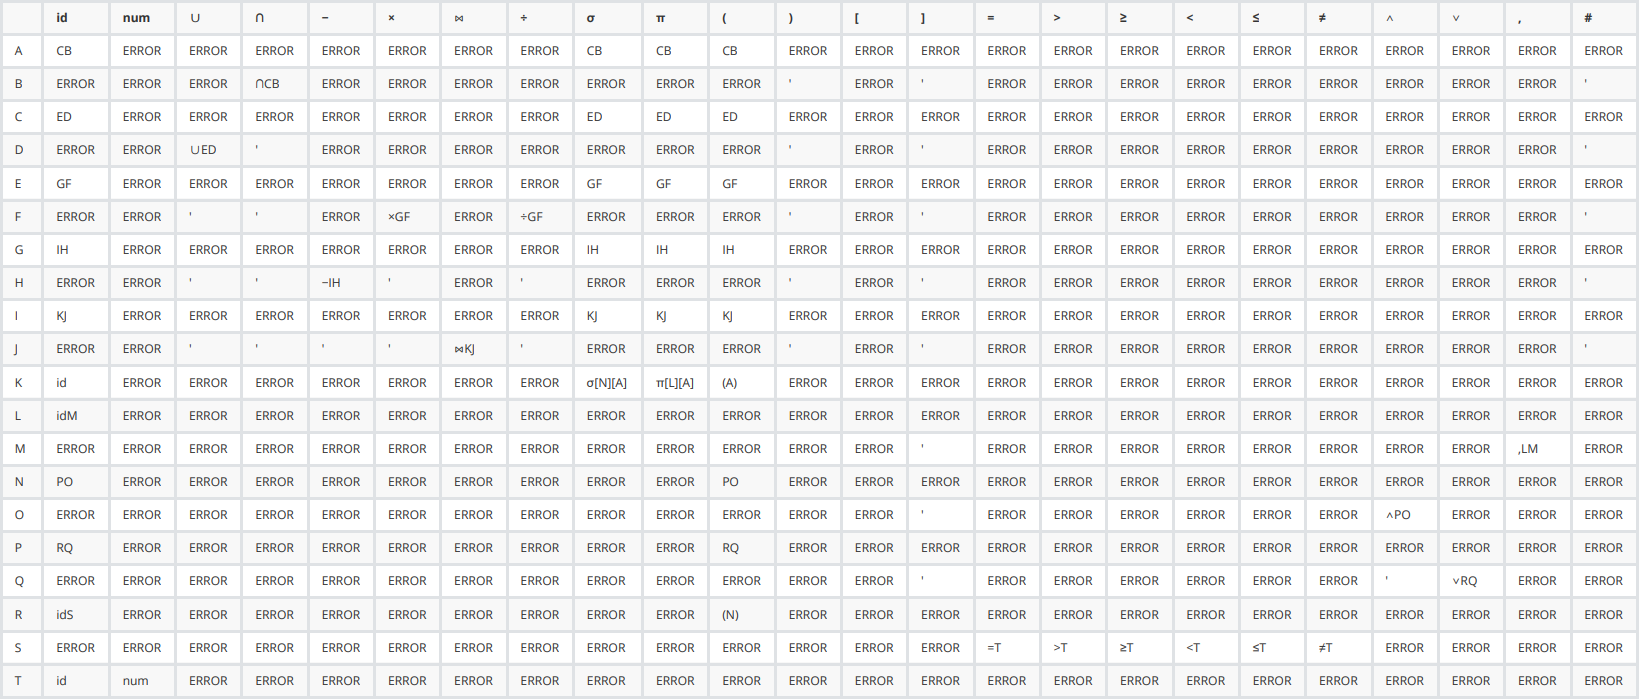 id num ∪ ∩ − × ⋈ ÷ σ π ( ) [ ] = > ≥ < ≤ ≠ ∧ ∨ , #
A CB ERROR ERROR ERROR ERROR ERROR ERROR ERROR CB CB CB ERROR ERROR ERROR ERROR ERROR ERROR ERROR ERROR ERROR ERROR ERROR ERROR ERROR
B ERROR ERROR ERROR ∩CB ERROR ERROR ERROR ERROR ERROR ERROR ERROR ' ERROR ' ERROR ERROR ERROR ERROR ERROR ERROR ERROR ERROR ERROR '
C ED ERROR ERROR ERROR ERROR ERROR ERROR ERROR ED ED ED ERROR ERROR ERROR ERROR ERROR ERROR ERROR ERROR ERROR ERROR ERROR ERROR ERROR
D ERROR ERROR ∪ED ' ERROR ERROR ERROR ERROR ERROR ERROR ERROR ' ERROR ' ERROR ERROR ERROR ERROR ERROR ERROR ERROR ERROR ERROR '
E GF ERROR ERROR ERROR ERROR ERROR ERROR ERROR GF GF GF ERROR ERROR ERROR ERROR ERROR ERROR ERROR ERROR ERROR ERROR ERROR ERROR ERROR
F ERROR ERROR ' ' ERROR ×GF ERROR ÷GF ERROR ERROR ERROR ' ERROR ' ERROR ERROR ERROR ERROR ERROR ERROR ERROR ERROR ERROR '
G IH ERROR ERROR ERROR ERROR ERROR ERROR ERROR IH IH IH ERROR ERROR ERROR ERROR ERROR ERROR ERROR ERROR ERROR ERROR ERROR ERROR ERROR
H ERROR ERROR ' ' −IH ' ERROR ' ERROR ERROR ERROR ' ERROR ' ERROR ERROR ERROR ERROR ERROR ERROR ERROR ERROR ERROR '
I KJ ERROR ERROR ERROR ERROR ERROR ERROR ERROR KJ KJ KJ ERROR ERROR ERROR ERROR ERROR ERROR ERROR ERROR ERROR ERROR ERROR ERROR ERROR
J ERROR ERROR ' ' ' ' ⋈KJ ' ERROR ERROR ERROR ' ERROR ' ERROR ERROR ERROR ERROR ERROR ERROR ERROR ERROR ERROR '
K id ERROR ERROR ERROR ERROR ERROR ERROR ERROR σ[N][A] π[L][A] (A) ERROR ERROR ERROR ERROR ERROR ERROR ERROR ERROR ERROR ERROR ERROR ERROR ERROR
L idM ERROR ERROR ERROR ERROR ERROR ERROR ERROR ERROR ERROR ERROR ERROR ERROR ERROR ERROR ERROR ERROR ERROR ERROR ERROR ERROR ERROR ERROR ERROR
M ERROR ERROR ERROR ERROR ERROR ERROR ERROR ERROR ERROR ERROR ERROR ERROR ERROR ' ERROR ERROR ERROR ERROR ERROR ERROR ERROR ERROR ,LM ERROR
N PO ERROR ERROR ERROR ERROR ERROR ERROR ERROR ERROR ERROR PO ERROR ERROR ERROR ERROR ERROR ERROR ERROR ERROR ERROR ERROR ERROR ERROR ERROR
O ERROR ERROR ERROR ERROR ERROR ERROR ERROR ERROR ERROR ERROR ERROR ERROR ERROR ' ERROR ERROR ERROR ERROR ERROR ERROR ∧PO ERROR ERROR ERROR
P RQ ERROR ERROR ERROR ERROR ERROR ERROR ERROR ERROR ERROR RQ ERROR ERROR ERROR ERROR ERROR ERROR ERROR ERROR ERROR ERROR ERROR ERROR ERROR
Q ERROR ERROR ERROR ERROR ERROR ERROR ERROR ERROR ERROR ERROR ERROR ERROR ERROR ' ERROR ERROR ERROR ERROR ERROR ERROR ' ∨RQ ERROR ERROR
R idS ERROR ERROR ERROR ERROR ERROR ERROR ERROR ERROR ERROR (N) ERROR ERROR ERROR ERROR ERROR ERROR ERROR ERROR ERROR ERROR ERROR ERROR ERROR
S ERROR ERROR ERROR ERROR ERROR ERROR ERROR ERROR ERROR ERROR ERROR ERROR ERROR ERROR =T >T ≥T <T ≤T ≠T ERROR ERROR ERROR ERROR
T id num ERROR ERROR ERROR ERROR ERROR ERROR ERROR ERROR ERROR ERROR ERROR ERROR ERROR ERROR ERROR ERROR ERROR ERROR ERROR ERROR ERROR ERROR